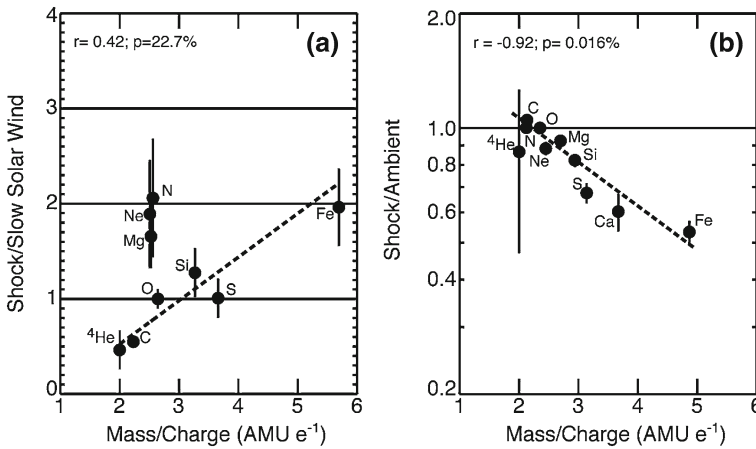 r= 0.42; p=22.7%
(a)
Shock/Slow Solar Wind
4
3
2
1
0
N
Ne
Mg
Fe
Si
O
S
⁴He
C
1 2 3 4 5 6
Mass/Charge (AMU e⁻¹)
r = -0.92; p= 0.016%
(b)
Shock/Ambient
2.0
1.0
0.8
0.6
0.4
0.2
C
O
⁴He
N
Mg
Ne
Si
S
Ca
Fe
1 2 3 4 5 6
Mass/Charge (AMU e⁻¹)